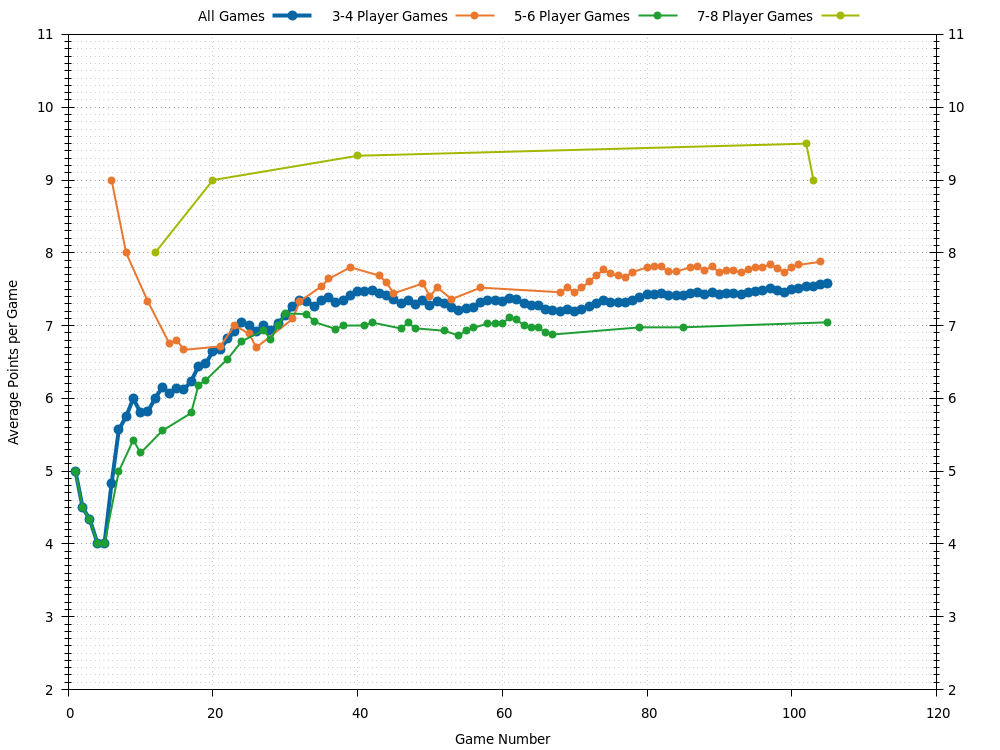 All Games 3-4 Player Games 5-6 Player Games 7-8 Player Games
11 11
10 10
9 9
8 8
7 7
6 6
5 5
4 4
3 3
2 2
0 20 40 60 80 100 120
Average Points per Game
Game Number